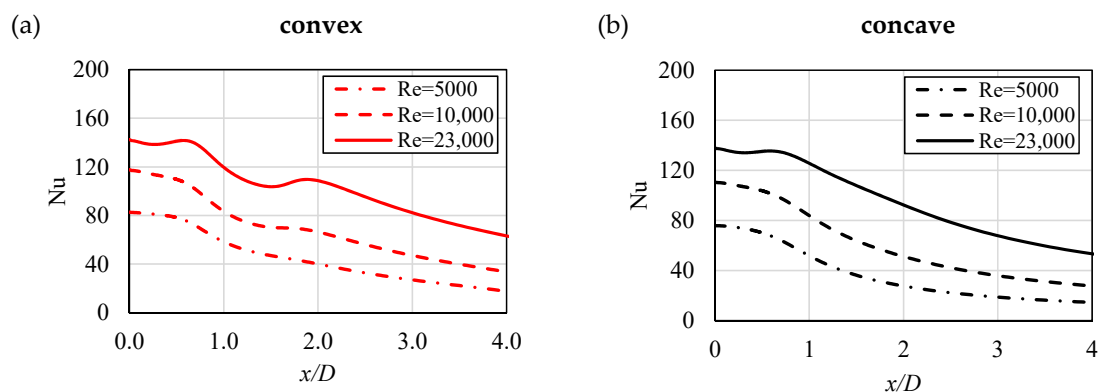 (a) convex
200
160
120
80
40
0
Nu
Re=5000
Re=10,000
Re=23,000
0.0 1.0 2.0 3.0 4.0
x/D
(b) concave
200
160
120
80
40
0
Nu
Re=5000
Re=10,000
Re=23,000
0 1 2 3 4
x/D